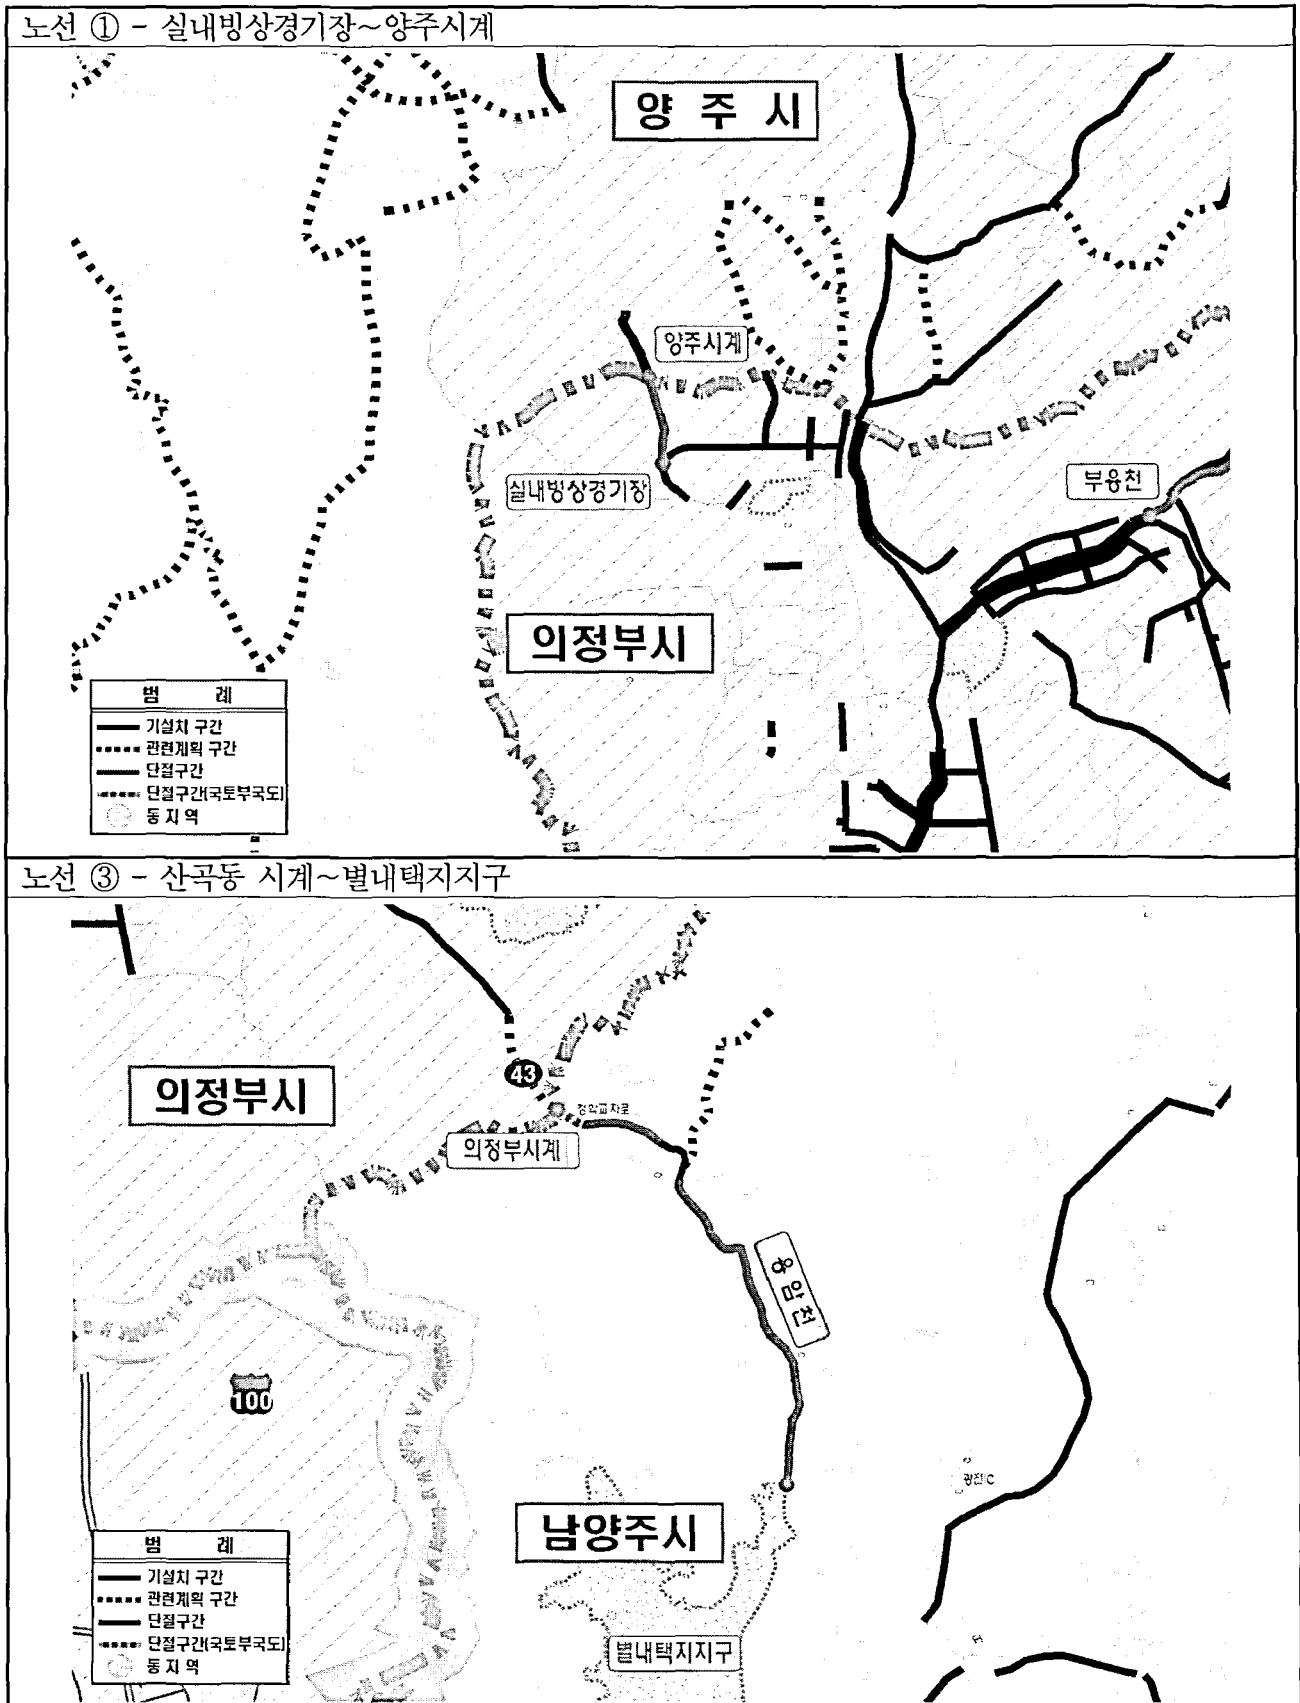 노선 ① - 실내빙상경기장~양주시계
양 주 시
양주시계
실내빙상경기장
부용천
의정부시
범 례
기설치 구간
관련계획 구간
단절구간
단절구간(국토부국도)
동 지 역
노선 ③ - 산곡동 시계~별내택지지구
43
의정부시
의정부시계
용암천
100
광전IC
남양주시
별내택지지구
범 례
기설치 구간
관련계획 구간
단절구간
단절구간(국토부국도)
동 지 역